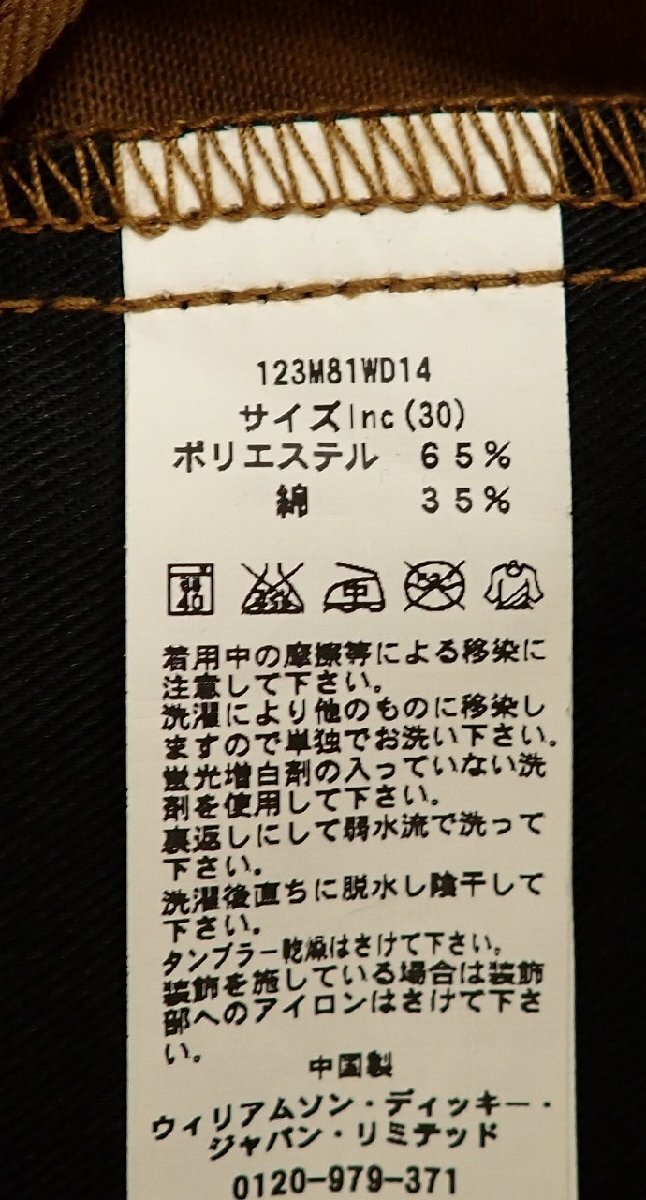 123M81WD14
サイズInc(30)
ポリエステル 65%
綿 35%
40
中
着用中の摩擦等による移染に
注意して下さい。
洗濯により他のものに移染し
ますので単独でお洗い下さい。
蛍光増白剤の入っていない洗
剤を使用して下さい。
裏返しにして弱水流で洗って
下さい。
洗濯後直ちに脱水し陰干して
下さい。
タンブラー乾燥はさけて下さい。
装飾を施している場合は装飾
部へのアイロンはさけて下さ
い。
中国製
ウィリアムソン・ディッキー・
ジャパン・リミテッド
0120-979-371